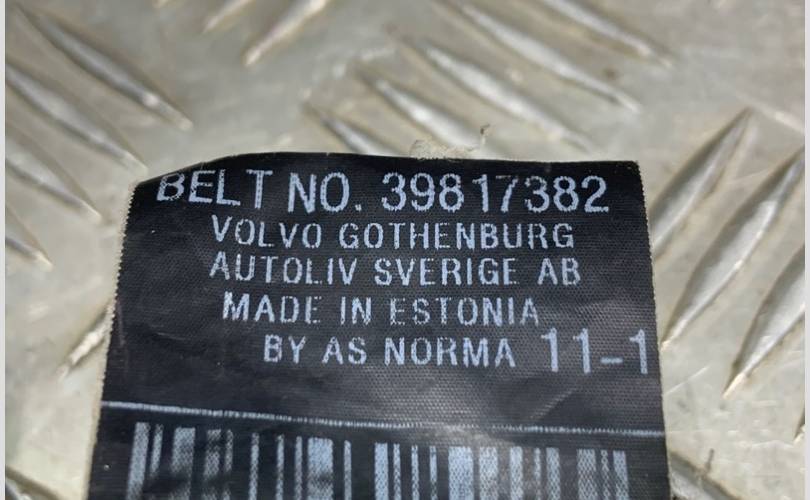 BELT NO. 39817382
VOLVO GOTHENBURG
AUTOLIV SVERIGE AB
MADE IN ESTONIA
BY AS NORMA 11-1